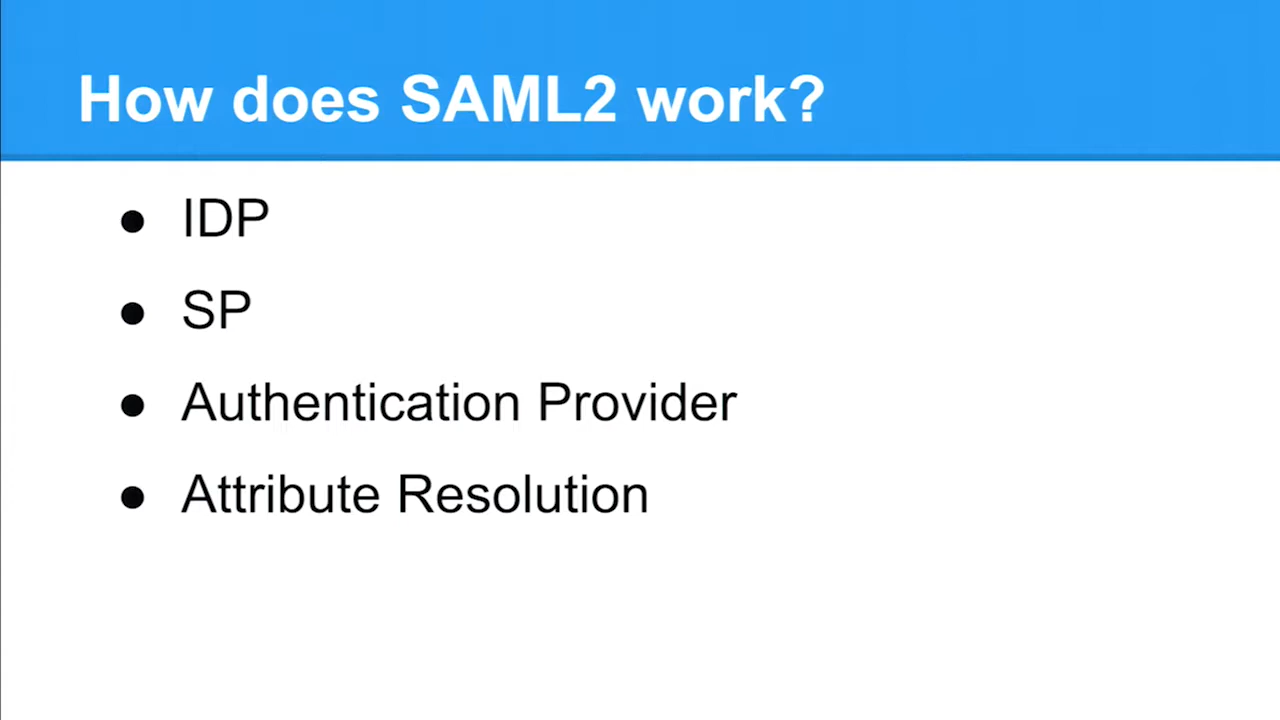 How does SAML2 work?
● IDP
● SP
● Authentication Provider
● Attribute Resolution